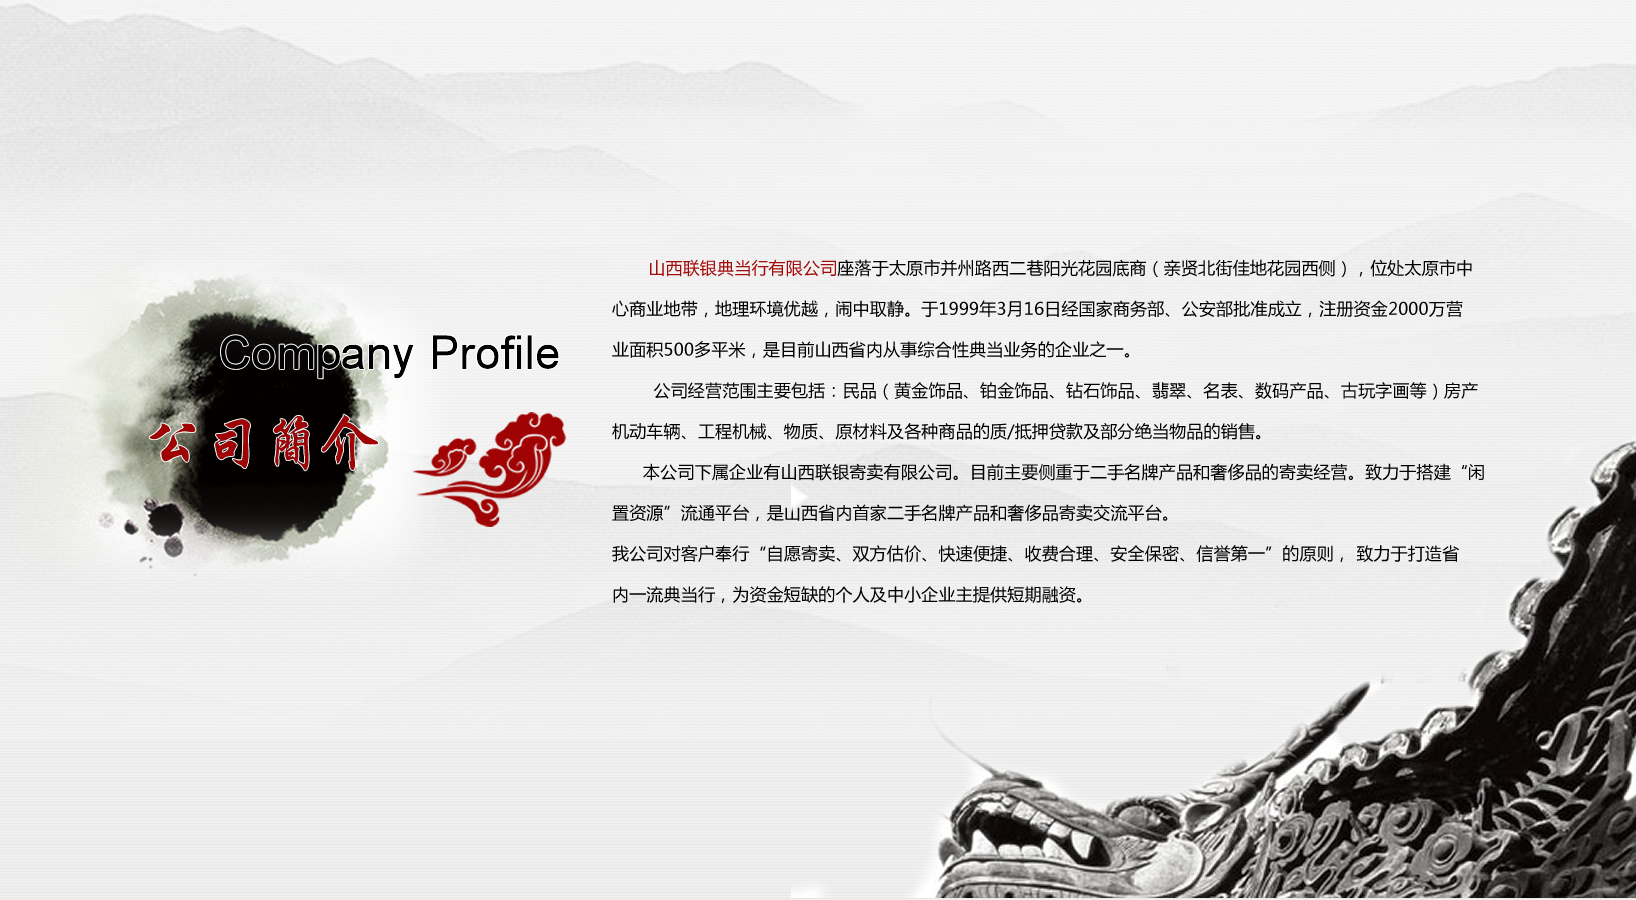 Company Profile
公司簡介
山西联银典当行有限公司座落于太原市并州路西二巷阳光花园底商（亲贤北街佳地花园西侧），位处太原市中
心商业地带，地理环境优越，闹中取静。于1999年3月16日经国家商务部、公安部批准成立，注册资金2000万营
业面积500多平米，是目前山西省内从事综合性典当业务的企业之一。
公司经营范围主要包括：民品（黄金饰品、铂金饰品、钻石饰品、翡翠、名表、数码产品、古玩字画等）房产
机动车辆、工程机械、物质、原材料及各种商品的质/抵押贷款及部分绝当物品的销售。
本公司下属企业有山西联银寄卖有限公司。目前主要侧重于二手名牌产品和奢侈品的寄卖经营。致力于搭建“闲
置资源”流通平台，是山西省内首家二手名牌产品和奢侈品寄卖交流平台。
我公司对客户奉行“自愿寄卖、双方估价、快速便捷、收费合理、安全保密、信誉第一”的原则， 致力于打造省
内一流典当行，为资金短缺的个人及中小企业主提供短期融资。